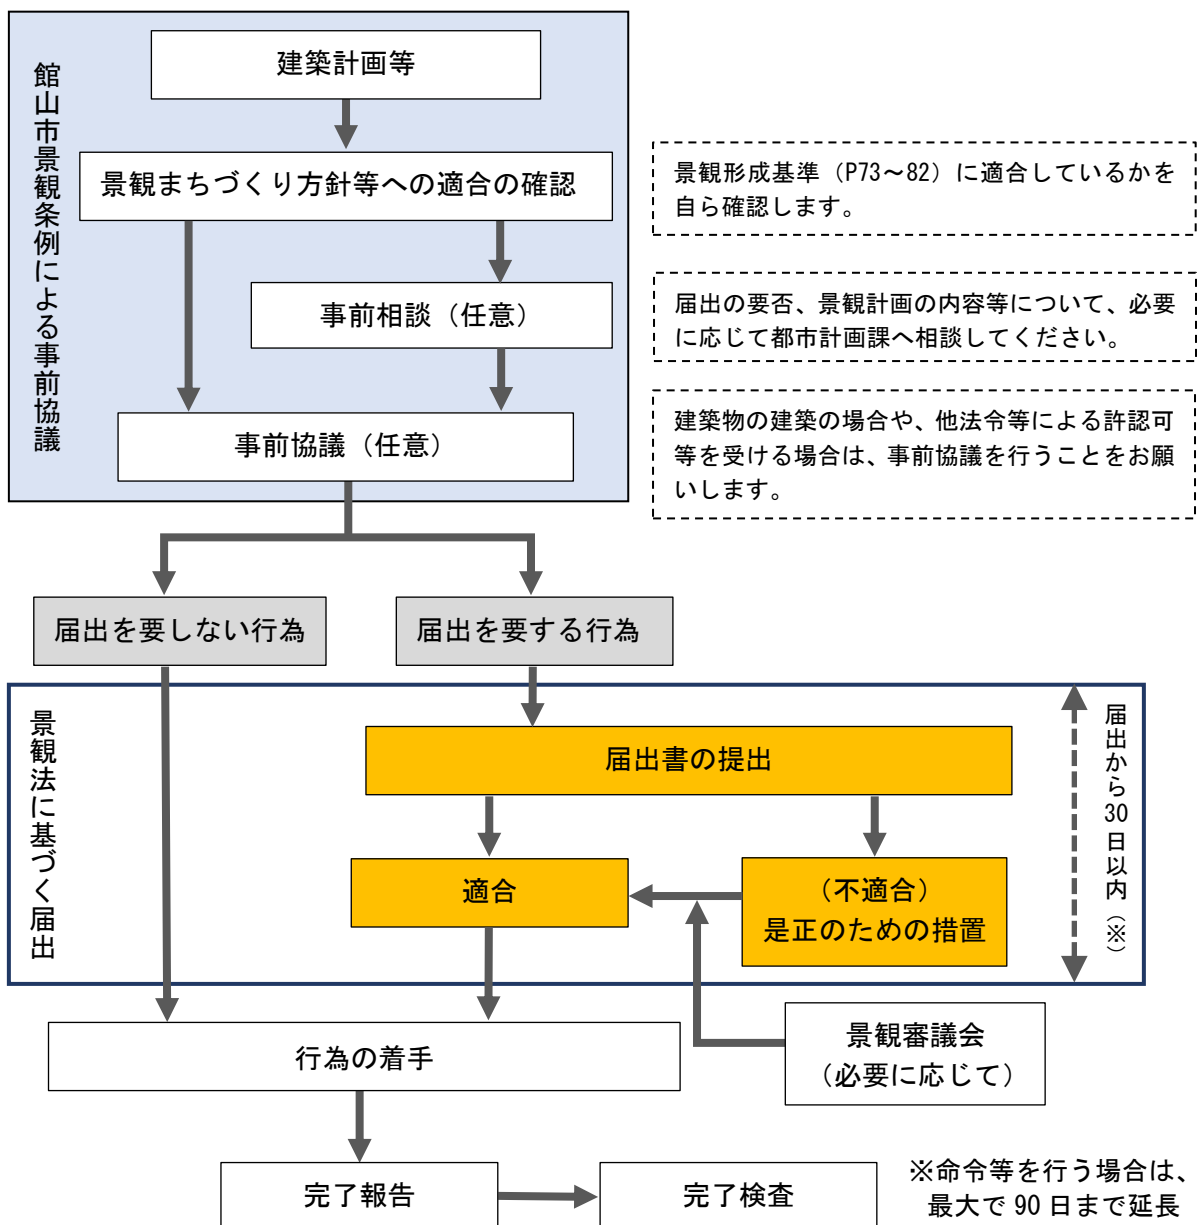 館山市景観条例による事前協議
建築計画等
景観まちづくり方針等への適合の確認
景観形成基準（P73～82）に適合しているかを
自ら確認します。
事前相談（任意）
届出の要否、景観計画の内容等について、必要
に応じて都市計画課へ相談してください。
事前協議（任意）
建築物の建築の場合や、他法令等による許認可
等を受ける場合は、事前協議を行うことをお願
いします。
届出を要しない行為
届出を要する行為
景観法に基づく届出
届出書の提出
届出から30日以内（※）
適合
（不適合）
是正のための措置
行為の着手
景観審議会
（必要に応じて）
完了報告
完了検査
※命令等を行う場合は、
最大で90日まで延長